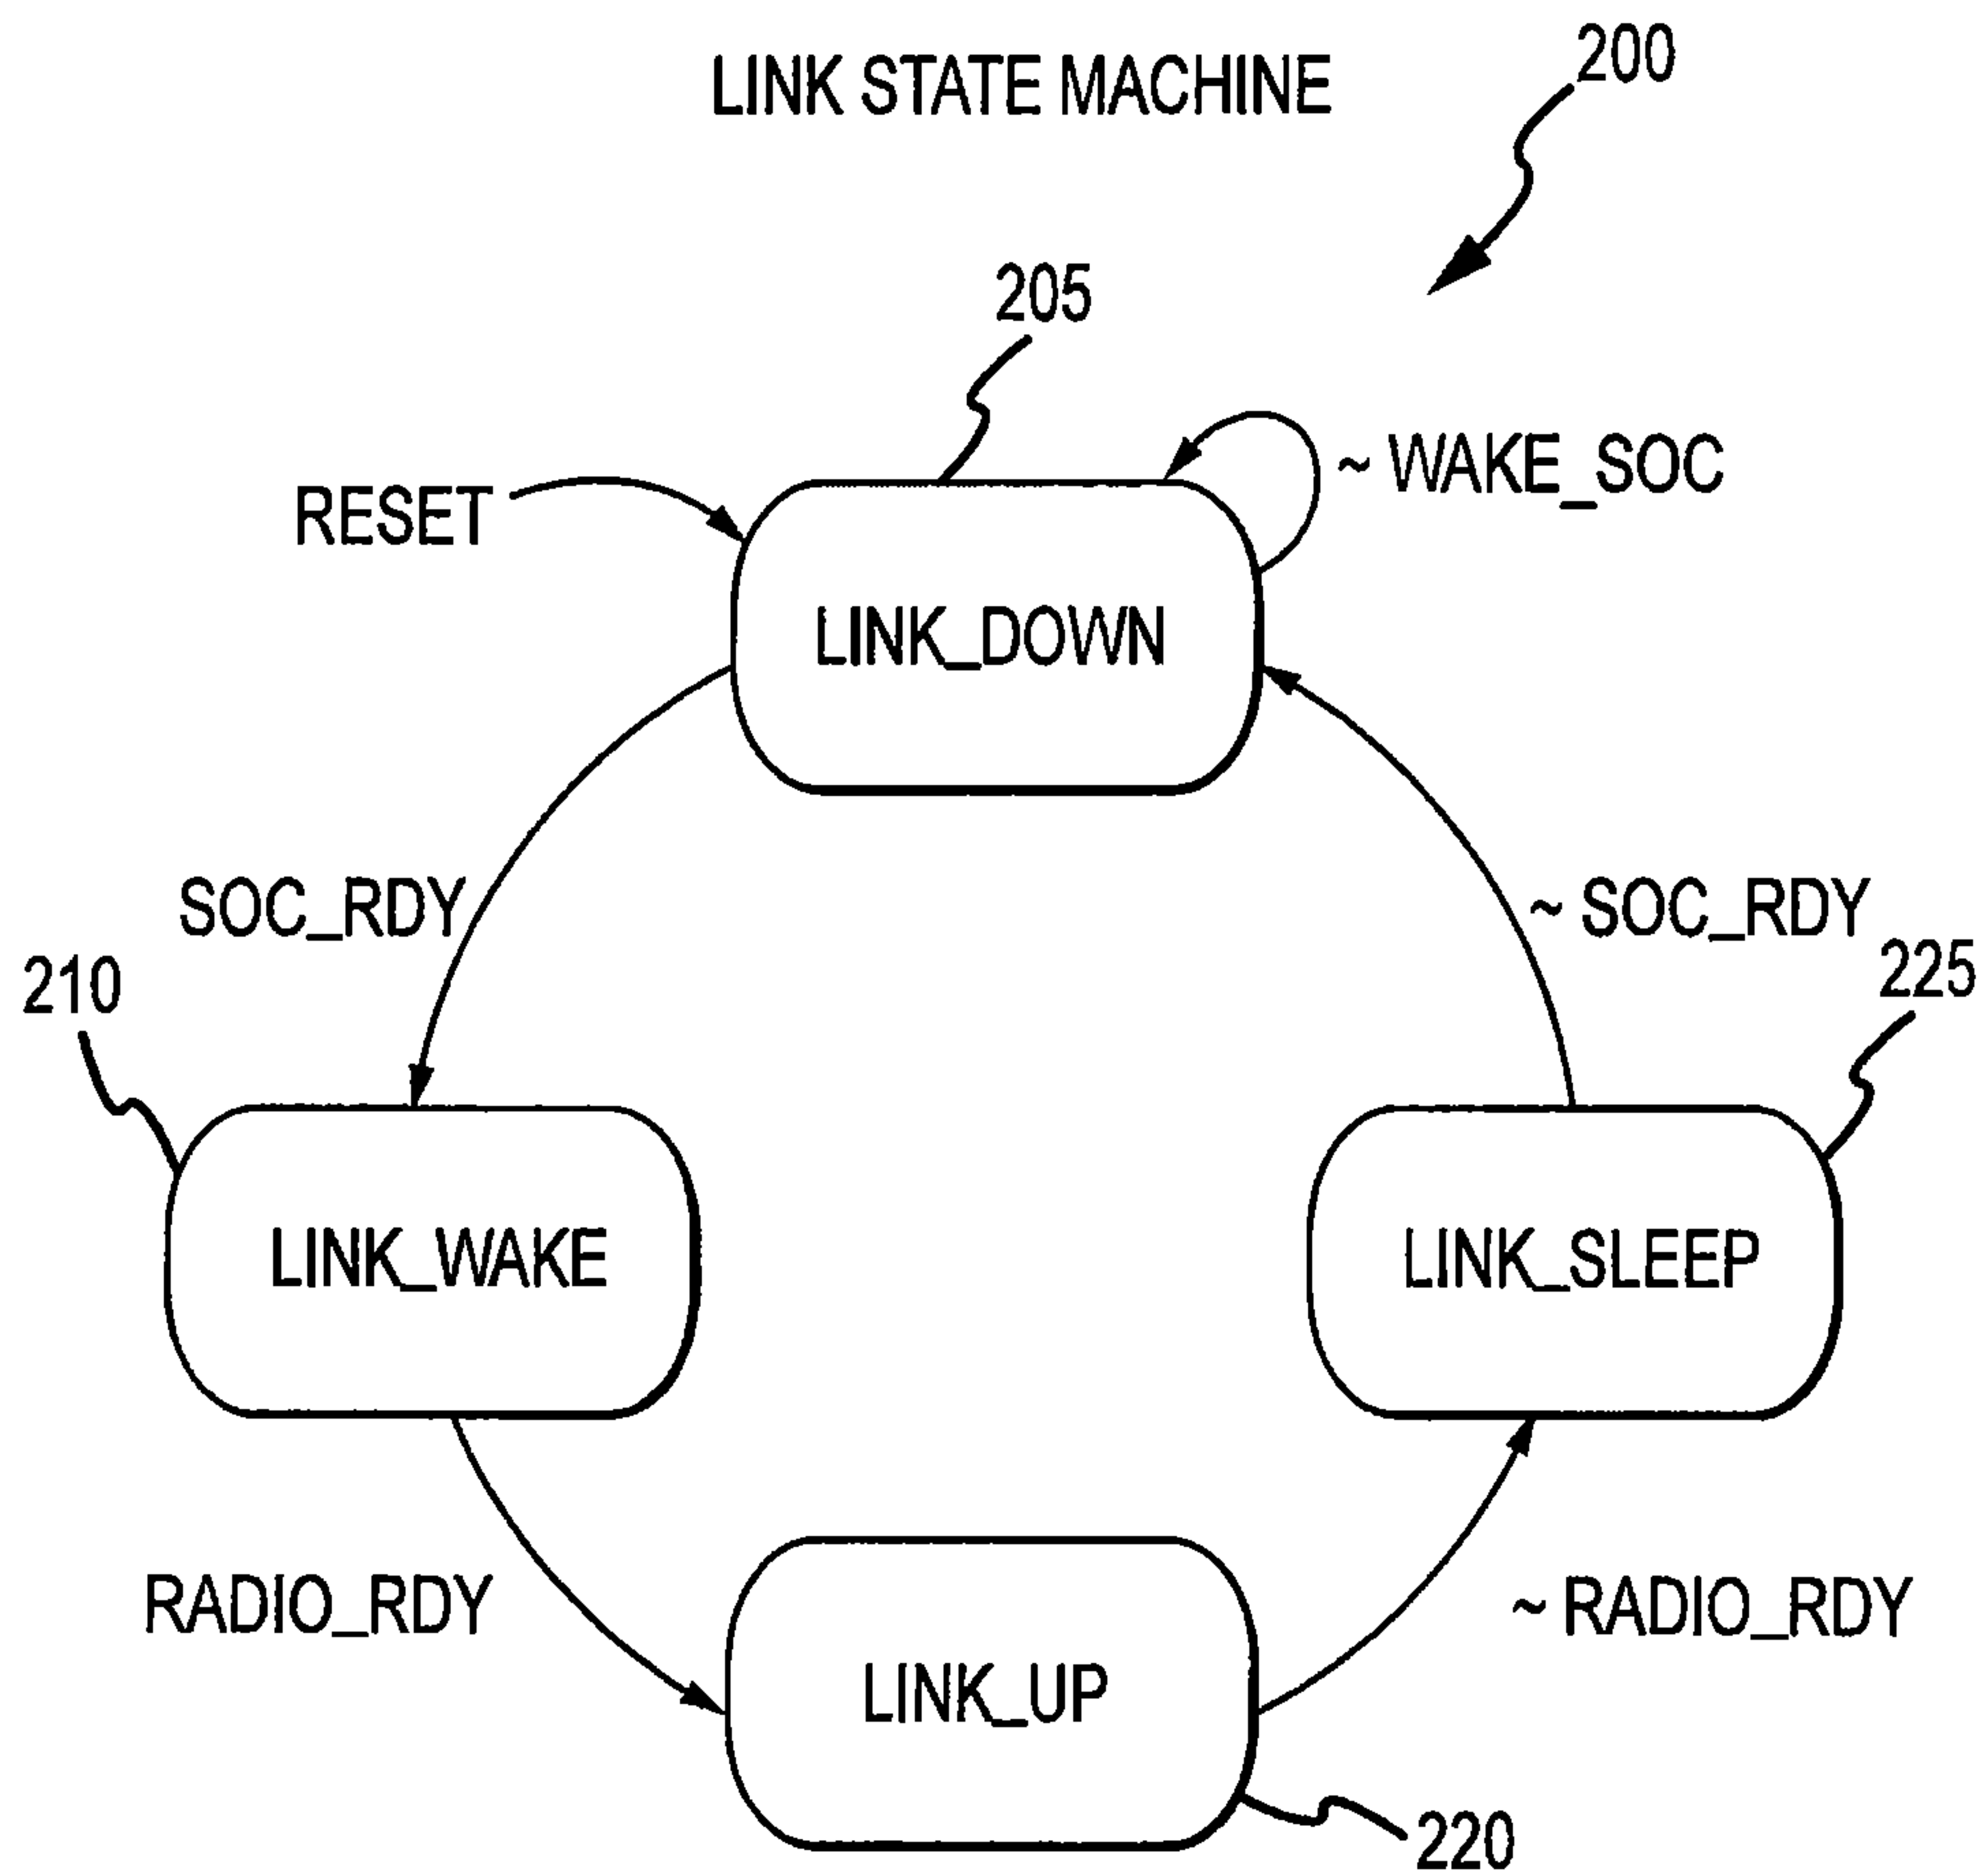 LINK STATE MACHINE
200
205
~ WAKE_SOC
RESET
LINK_DOWN
SOC_RDY
~ SOC_RDY
210
225
LINK_WAKE
LINK_SLEEP
RADIO_RDY
~ RADIO_RDY
LINK_UP
220